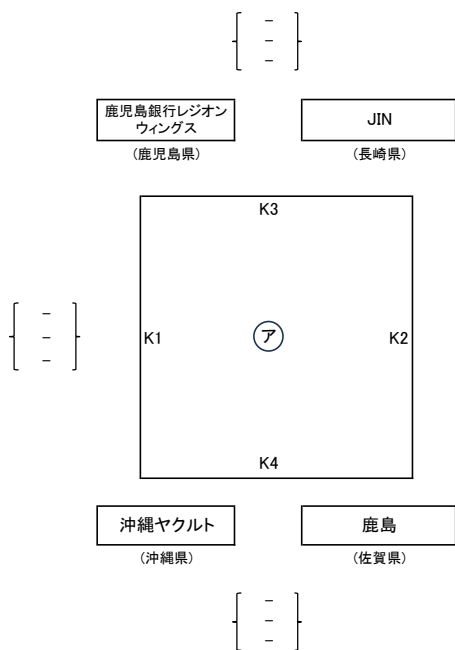 －
－
－
鹿児島銀行レジオン
ウィングス
JIN
(鹿児島県)
(長崎県)
K3
－
－
－
K1
ア
K2
K4
沖縄ヤクルト
鹿島
(沖縄県)
(佐賀県)
－
－
－